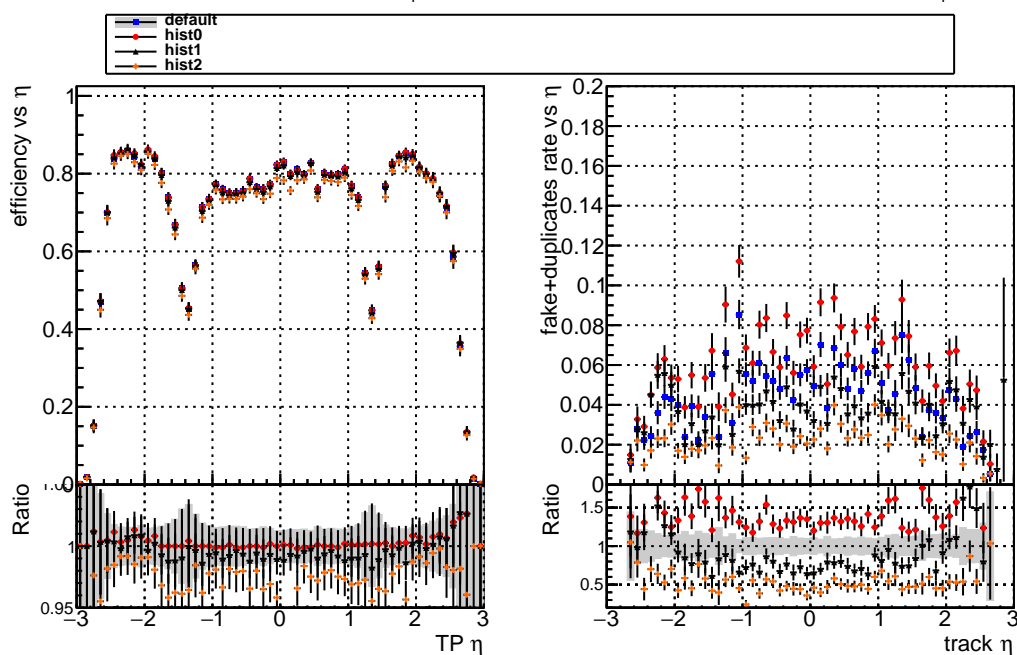 default
hist0
hist1
hist2
efficiency vs η
1
0.8
0.6
0.4
0.2
0
Ratio
0.95
−3 −2 −1 0 1 2 3
TP η
fake+duplicates rate vs η
0.2
0.18
0.16
0.14
0.12
0.1
0.08
0.06
0.04
0.02
0
Ratio
1.5
1
0.5
−3 −2 −1 0 1 2 3
track η